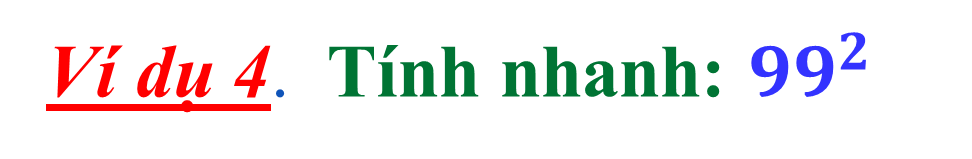 Ví dụ 4. Tính nhanh: 99²